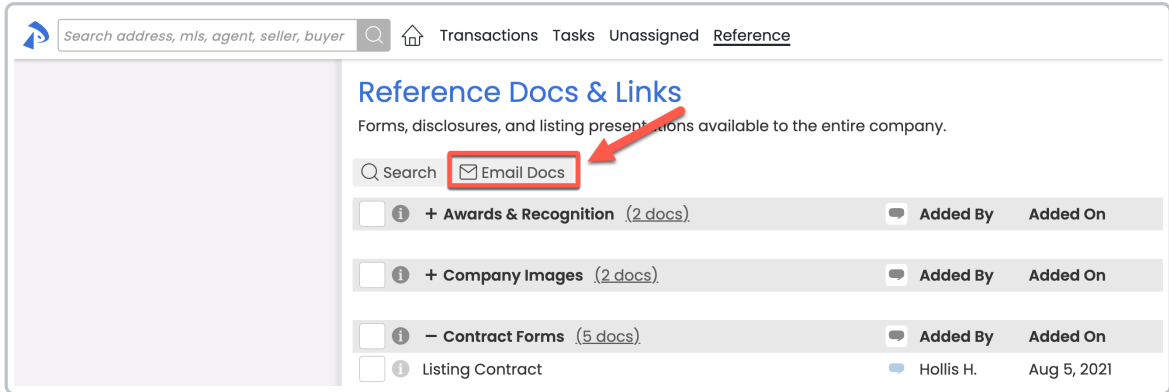 Search address, mls, agent, seller, buyer Transactions Tasks Unassigned Reference
Reference Docs & Links
Forms, disclosures, and listing presentations available to the entire company.
Search Email Docs
+ Awards & Recognition (2 docs) Added By Added On
+ Company Images (2 docs) Added By Added On
− Contract Forms (5 docs) Added By Added On
Listing Contract Hollis H. Aug 5, 2021